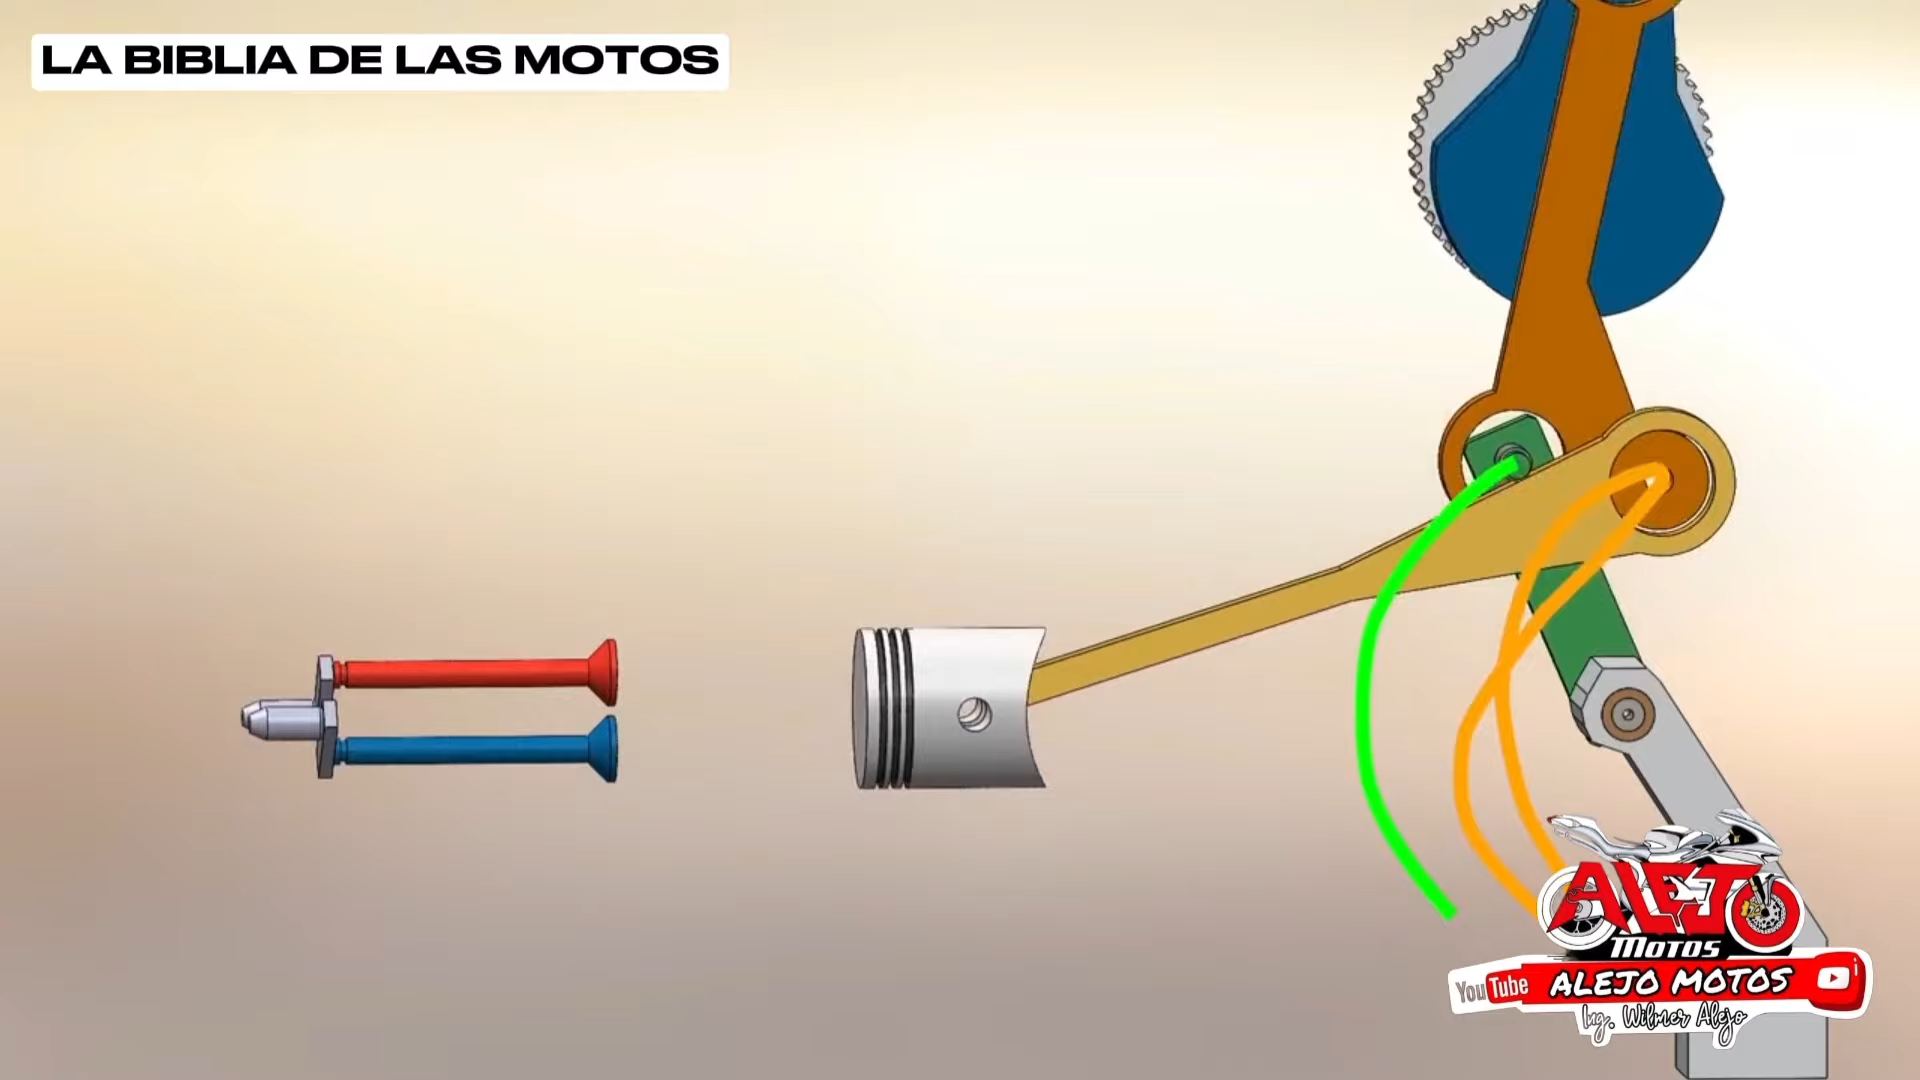 LA BIBLIA DE LAS MOTOS
ALEJO
MOTOS
YouTube ALEJO MOTOS
Ing. Wilmer Alejo